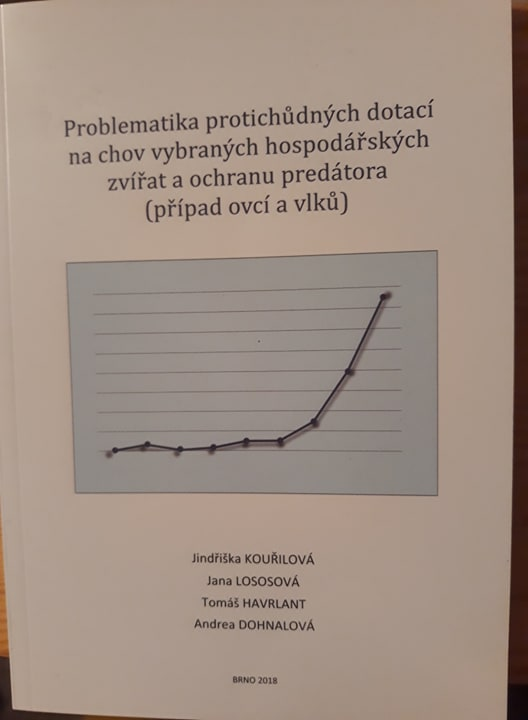 Problematika protichůdných dotací
na chov vybraných hospodářských
zvířat a ochranu predátora
(případ ovcí a vlků)
Jindřiška KOUŘILOVÁ
Jana LOSOSOVÁ
Tomáš HAVRLANT
Andrea DOHNALOVÁ
BRNO 2018